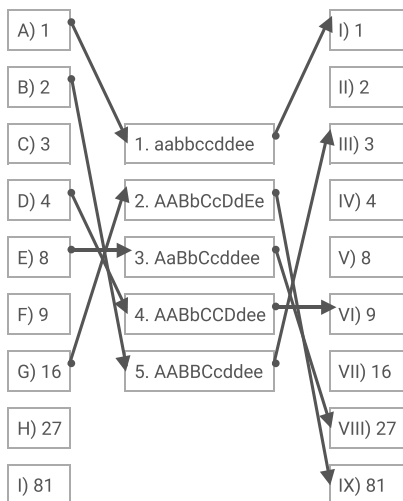 A) 1
B) 2
C) 3
D) 4
E) 8
F) 9
G) 16
H) 27
I) 81
1. aabbccddee
2. AABbCcDdEe
3. AaBbCcddee
4. AABbCCDdee
5. AABBCcddee
I) 1
II) 2
III) 3
IV) 4
V) 8
VI) 9
VII) 16
VIII) 27
IX) 81